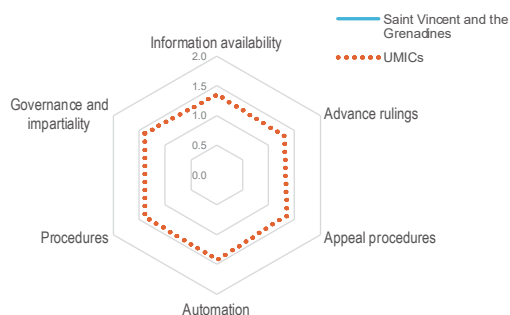 Saint Vincent and the
Grenadines
UMICs
Information availability
2.0
1.5
1.0
0.5
0.0
Governance and
impartiality
Advance rulings
Procedures
Appeal procedures
Automation